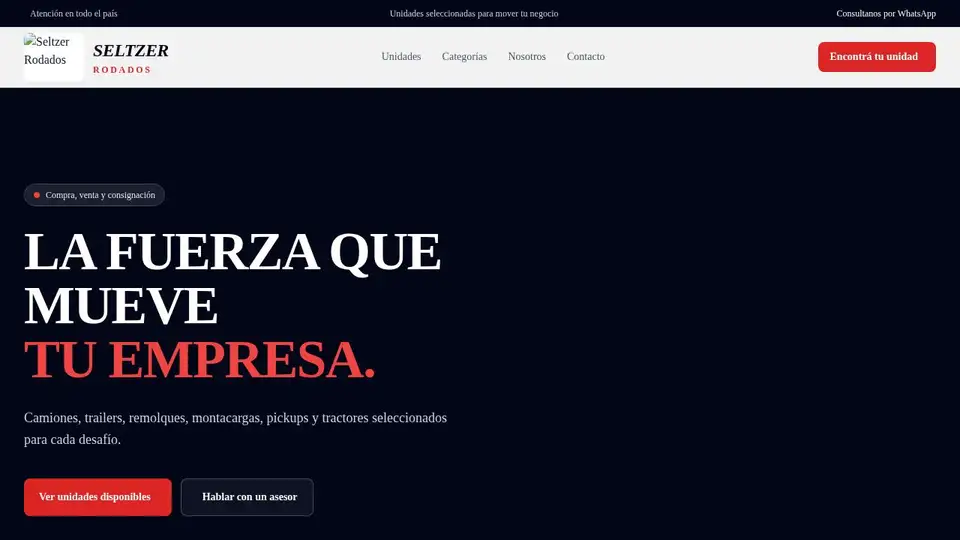 Atención en todo el país
Unidades seleccionadas para mover tu negocio
Consultanos por WhatsApp
Seltzer
Rodados
SELTZER
RODADOS
Unidades
Categorías
Nosotros
Contacto
Encontrá tu unidad
Compra, venta y consignación
LA FUERZA QUE
MUEVE
TU EMPRESA.
Camiones, trailers, remolques, montacargas, pickups y tractores seleccionados
para cada desafío.
Ver unidades disponibles
Hablar con un asesor